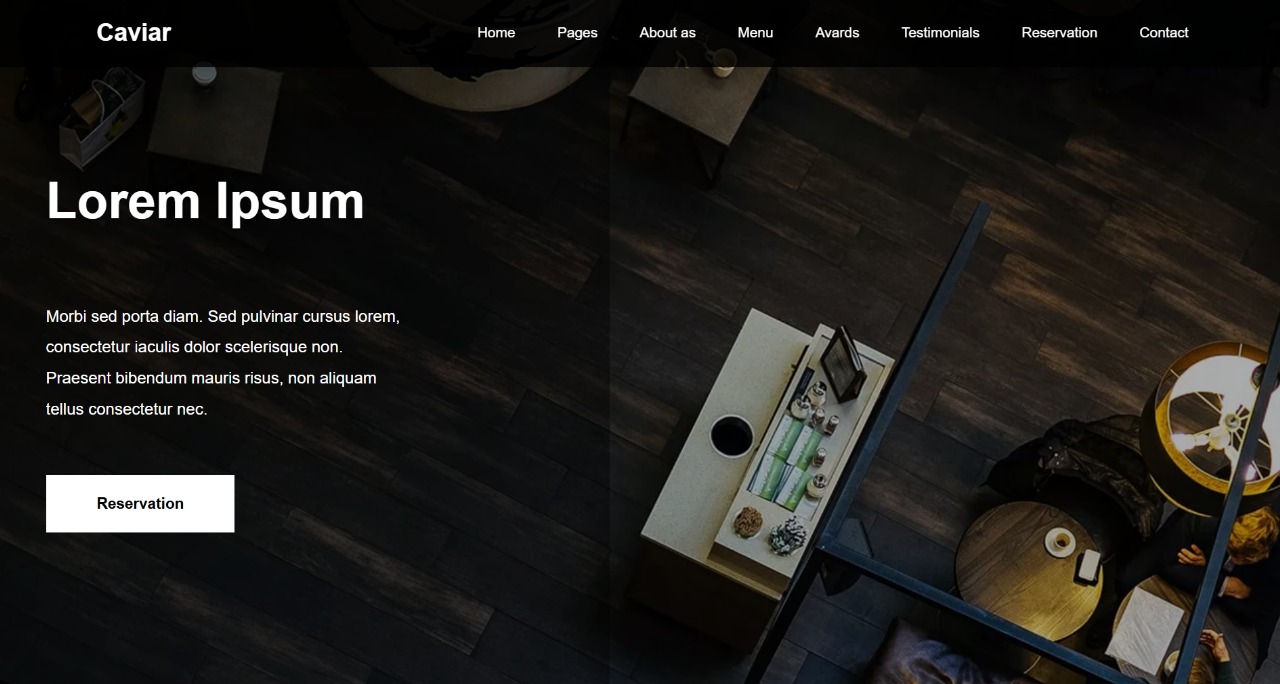 Caviar
Home Pages About as Menu Avards Testimonials Reservation Contact
Lorem Ipsum
Morbi sed porta diam. Sed pulvinar cursus lorem,
consectetur iaculis dolor scelerisque non.
Praesent bibendum mauris risus, non aliquam
tellus consectetur nec.
Reservation